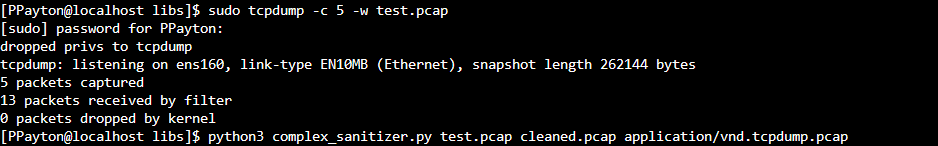 [PPayton@localhost libs]$ sudo tcpdump -c 5 -w test.pcap
[sudo] password for PPayton:
dropped privs to tcpdump
tcpdump: listening on ens160, link-type EN10MB (Ethernet), snapshot length 262144 bytes
5 packets captured
13 packets received by filter
0 packets dropped by kernel
[PPayton@localhost libs]$ python3 complex_sanitizer.py test.pcap cleaned.pcap application/vnd.tcpdump.pcap